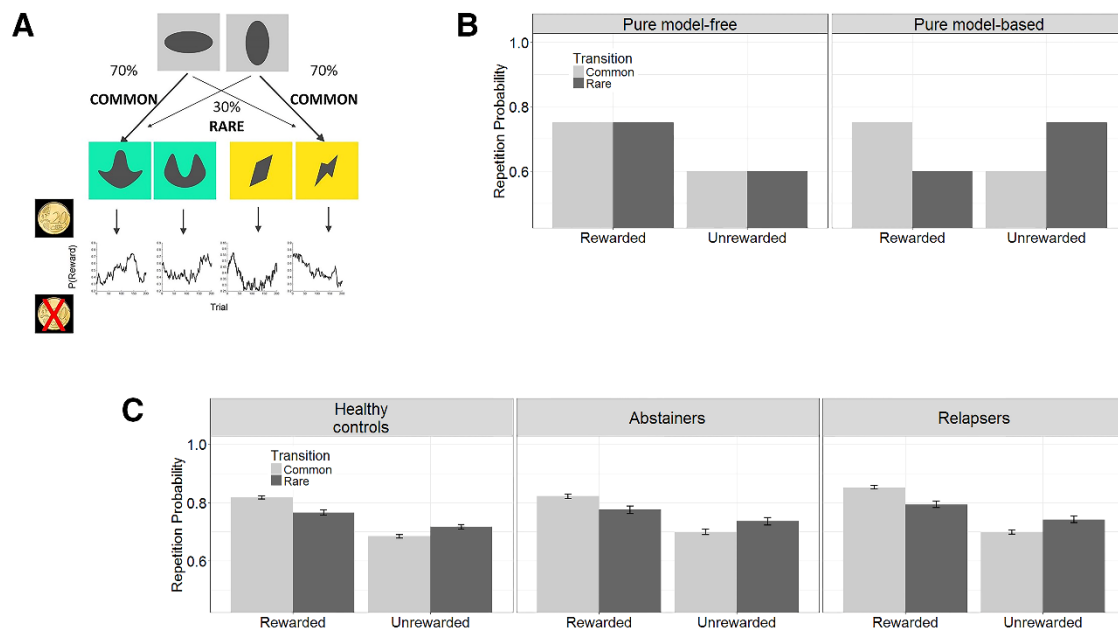 A
70%
70%
COMMON
COMMON
30%
RARE
P(Reward)
Trial
B
Pure model-free
Pure model-based
Repetition Probability
1.0
0.8
0.6
Transition
Common
Rare
Rewarded
Unrewarded
Rewarded
Unrewarded
C
Healthy
controls
Abstainers
Relapsers
Repetition Probability
1.0
0.8
0.6
Transition
Common
Rare
Rewarded
Unrewarded
Rewarded
Unrewarded
Rewarded
Unrewarded